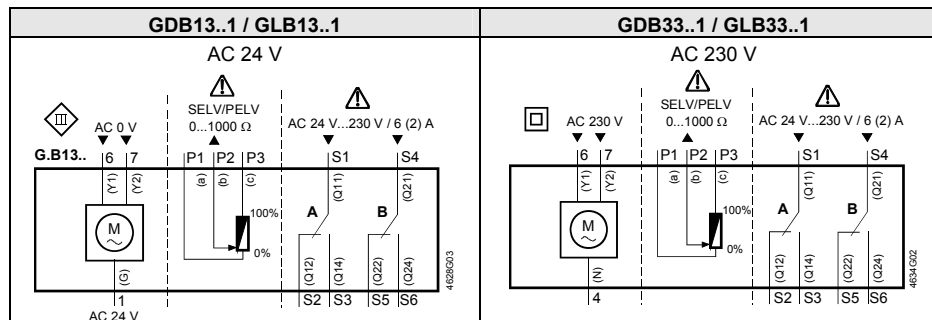 GDB13..1 / GLB13..1
AC 24 V
SELV/PELV
0...1000 Ω
AC 24 V...230 V / 6 (2) A
III
AC 0 V
G.B13..
6 7 P1 P2 P3 S1 S4
(Y1) (Y2) (a) (b) (c) (Q11) (Q21)
M
~
100%
0%
A
B
(G)
(Q12) (Q14) (Q22) (Q24)
1 S2 S3 S5 S6
AC 24 V
4628G03
GDB33..1 / GLB33..1
AC 230 V
SELV/PELV
0...1000 Ω
AC 24 V...230 V / 6 (2) A
AC 230 V
6 7 P1 P2 P3 S1 S4
(Y1) (Y2) (a) (b) (c) (Q11) (Q21)
M
~
100%
0%
A
B
(N)
(Q12) (Q14) (Q22) (Q24)
4 S2 S3 S5 S6
4634G02